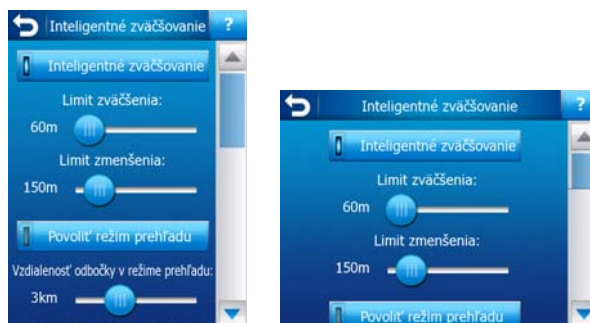 Inteligentné zväčšovanie ?
Inteligentné zväčšovanie
Limit zväčšenia:
60m
Limit zmenšenia:
150m
Povoliť režim prehľadu
Vzdialenosť odbočky v režime prehľadu:
3km
Inteligentné zväčšovanie ?
Inteligentné zväčšovanie
Limit zväčšenia:
60m
Limit zmenšenia:
150m
Povoliť režim prehľadu